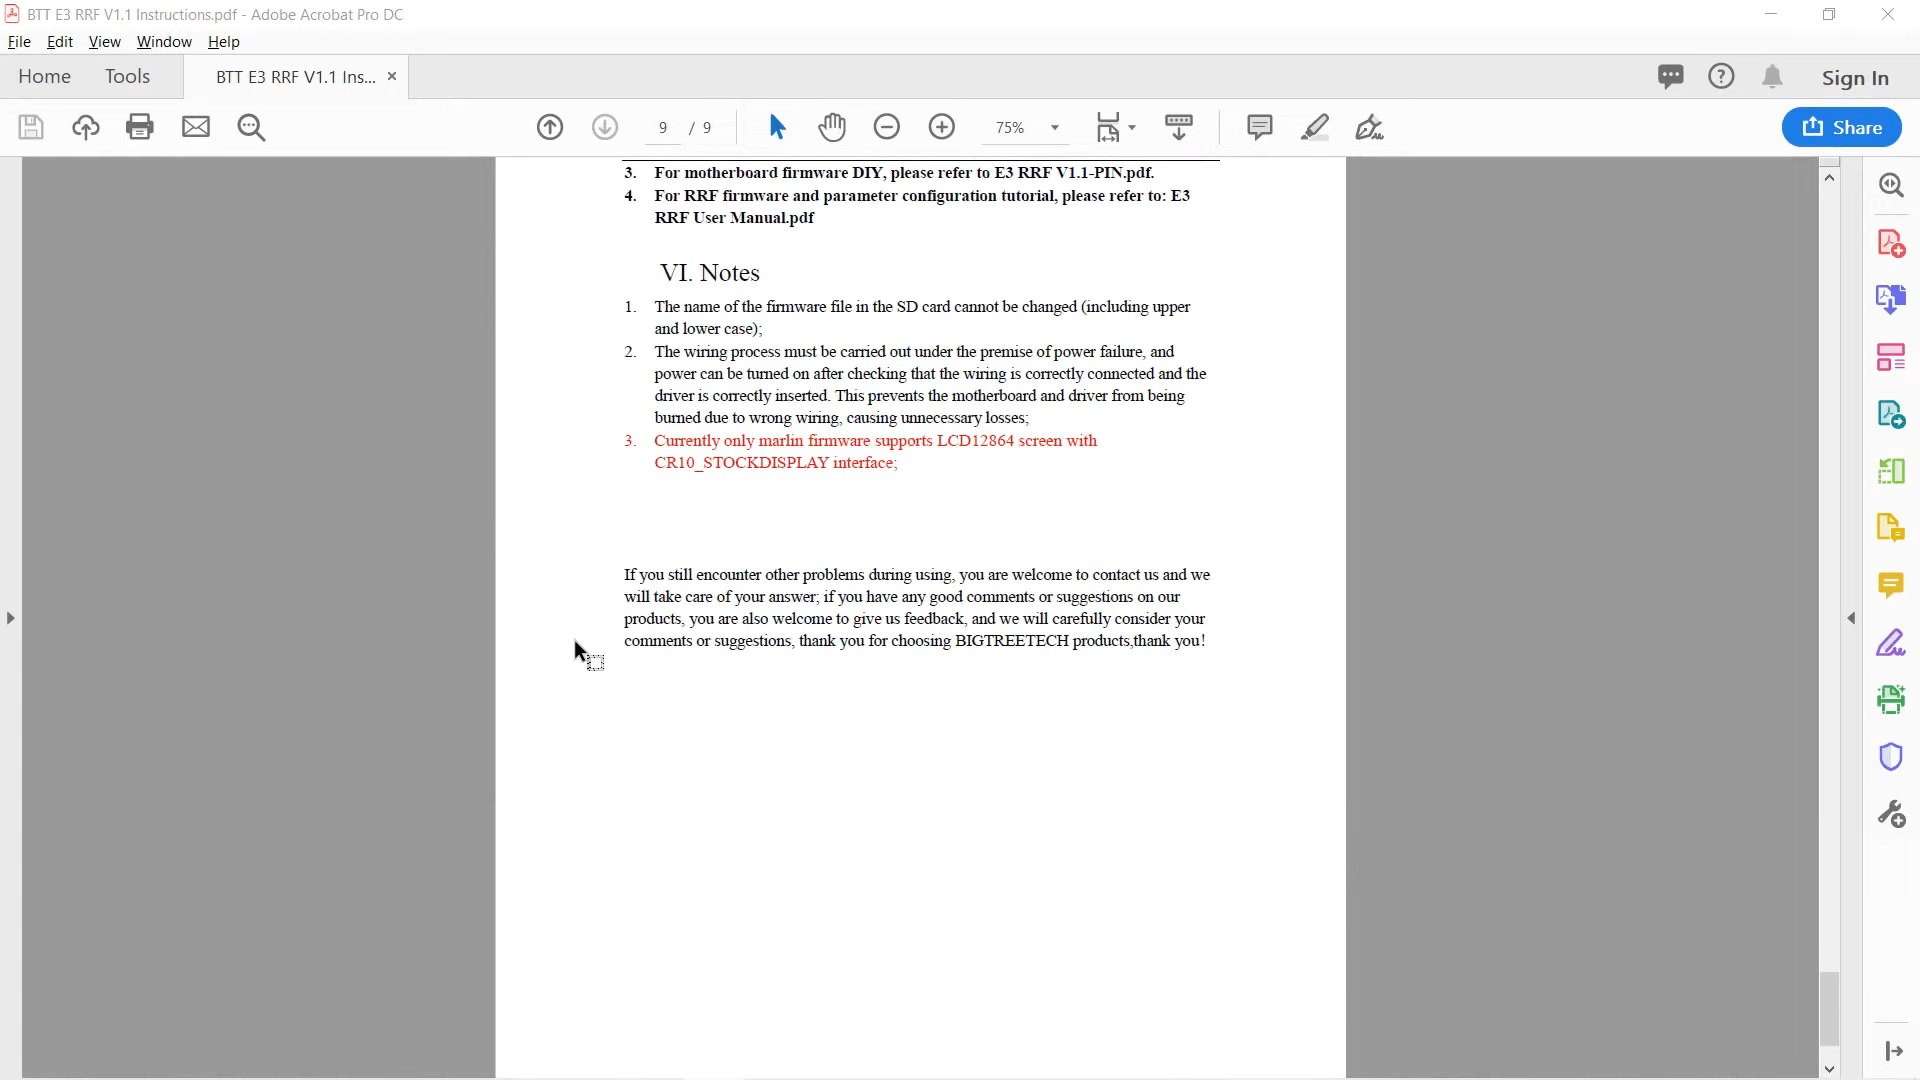 BTT E3 RRF V1.1 Instructions.pdf - Adobe Acrobat Pro DC
File Edit View Window Help
Home Tools BTT E3 RRF V1.1 Ins... × Sign In
9 / 9 75% Share
3. For motherboard firmware DIY, please refer to E3 RRF V1.1-PIN.pdf.
4. For RRF firmware and parameter configuration tutorial, please refer to: E3
RRF User Manual.pdf
VI. Notes
1. The name of the firmware file in the SD card cannot be changed (including upper
and lower case);
2. The wiring process must be carried out under the premise of power failure, and
power can be turned on after checking that the wiring is correctly connected and the
driver is correctly inserted. This prevents the motherboard and driver from being
burned due to wrong wiring, causing unnecessary losses;
3. Currently only marlin firmware supports LCD12864 screen with
CR10_STOCKDISPLAY interface;
If you still encounter other problems during using, you are welcome to contact us and we
will take care of your answer; if you have any good comments or suggestions on our
products, you are also welcome to give us feedback, and we will carefully consider your
comments or suggestions, thank you for choosing BIGTREETECH products,thank you!